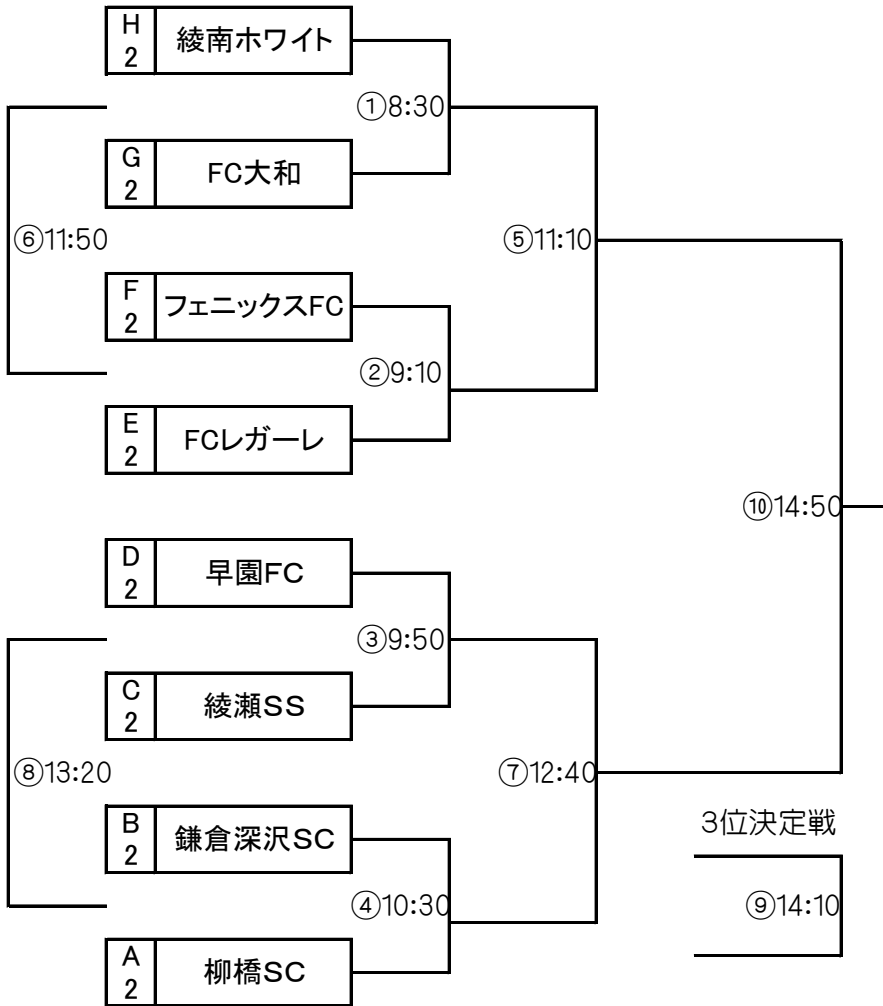 H
2
綾南ホワイト
①8:30
G
2
FC大和
⑥11:50
⑤11:10
F
2
フェニックスFC
②9:10
E
2
FCレガーレ
⑩14:50
D
2
早園FC
③9:50
C
2
綾瀬SS
⑧13:20
⑦12:40
B
2
鎌倉深沢SC
3位決定戦
④10:30
⑨14:10
A
2
柳橋SC